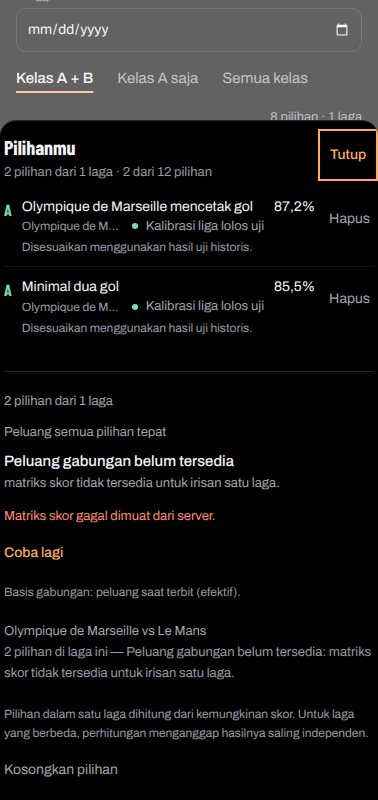 mm/dd/yyyy
Kelas A + B Kelas A saja Semua kelas
8 pilihan · 1 laga
Pilihanmu
Tutup
2 pilihan dari 1 laga · 2 dari 12 pilihan
A Olympique de Marseille mencetak gol 87,2%
Olympique de M... Kalibrasi liga lolos uji
Hapus
Disesuaikan menggunakan hasil uji historis.
A Minimal dua gol 85,5%
Olympique de M... Kalibrasi liga lolos uji
Hapus
Disesuaikan menggunakan hasil uji historis.
2 pilihan dari 1 laga
Peluang semua pilihan tepat
Peluang gabungan belum tersedia
matriks skor tidak tersedia untuk irisan satu laga.
Matriks skor gagal dimuat dari server.
Coba lagi
Basis gabungan: peluang saat terbit (efektif).
Olympique de Marseille vs Le Mans
2 pilihan di laga ini — Peluang gabungan belum tersedia: matriks
skor tidak tersedia untuk irisan satu laga.
Pilihan dalam satu laga dihitung dari kemungkinan skor. Untuk laga
yang berbeda, perhitungan menganggap hasilnya saling independen.
Kosongkan pilihan